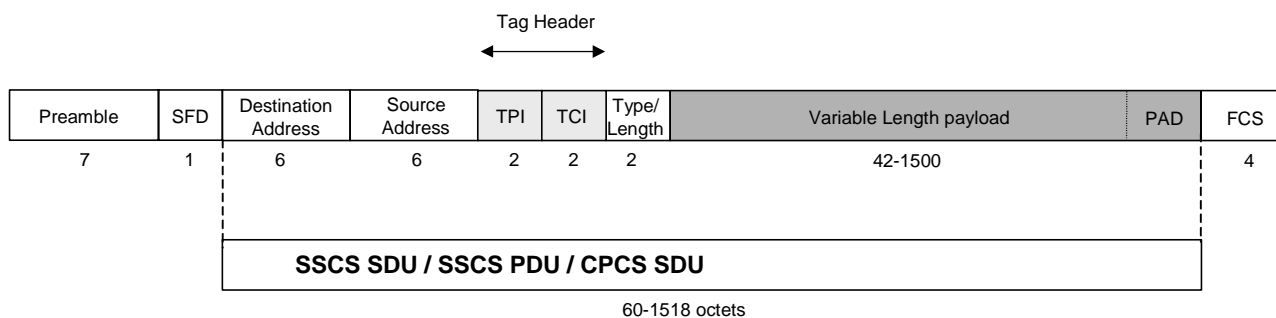 Tag Header
Preamble SFD Destination Address Source Address TPI TCI Type/ Length Variable Length payload PAD FCS
7 1 6 6 2 2 2 42-1500 4
SSCS SDU / SSCS PDU / CPCS SDU
60-1518 octets